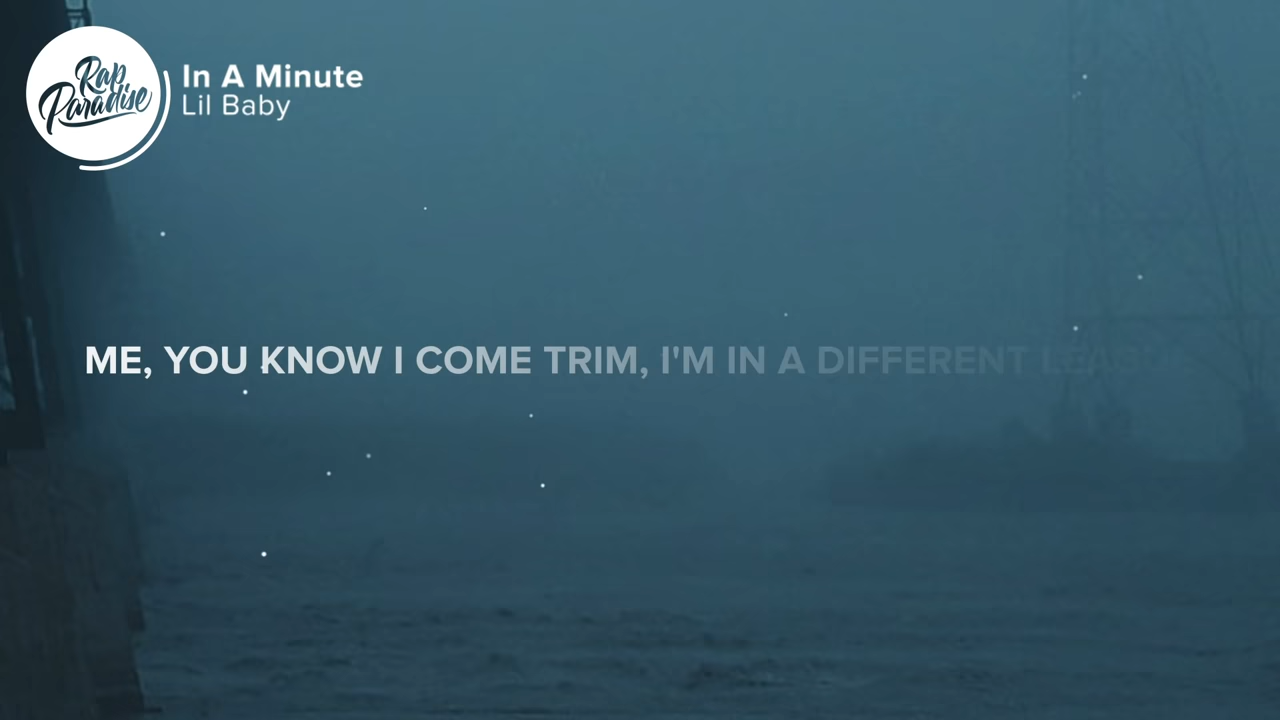 Rap
Paradise
In A Minute
Lil Baby
ME, YOU KNOW I COME TRIM, I'M IN A DIFFERENT